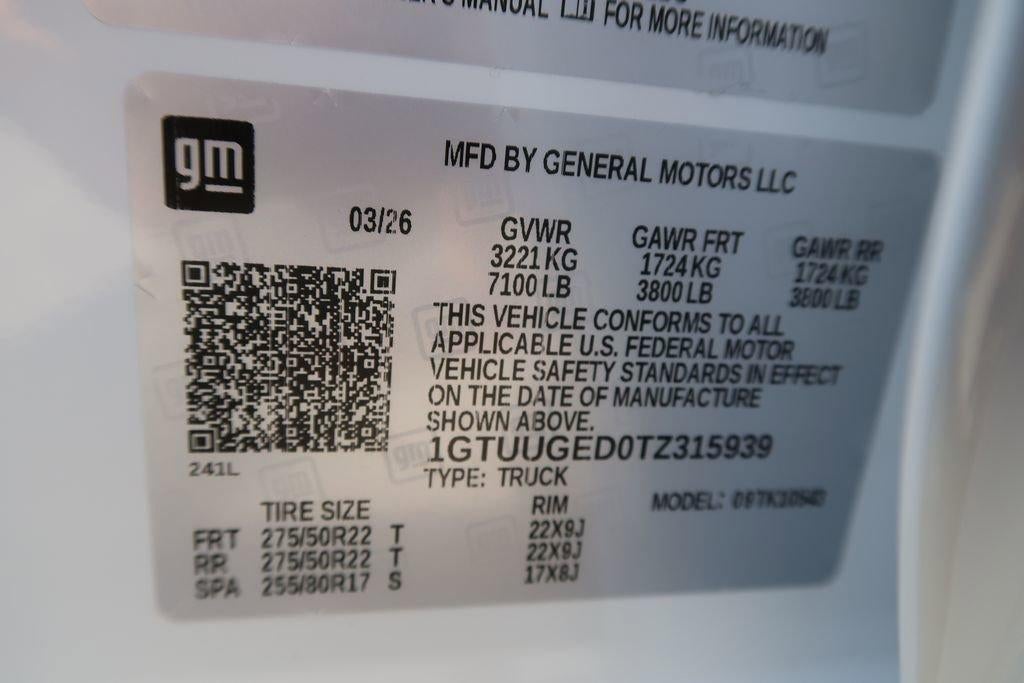 MANUAL FOR MORE INFORMATION
gm
MFD BY GENERAL MOTORS LLC
03/26
GVWR GAWR FRT GAWR RR
3221 KG 1724 KG 1724 KG
7100 LB 3800 LB 3800 LB
THIS VEHICLE CONFORMS TO ALL
APPLICABLE U.S. FEDERAL MOTOR
VEHICLE SAFETY STANDARDS IN EFFECT
ON THE DATE OF MANUFACTURE
SHOWN ABOVE.
1GTUUGED0TZ315939
241L
TYPE: TRUCK
TIRE SIZE RIM MODEL:
FRT 275/50R22 T 22X9J
RR 275/50R22 T 22X9J
SPA 255/80R17 S 17X8J